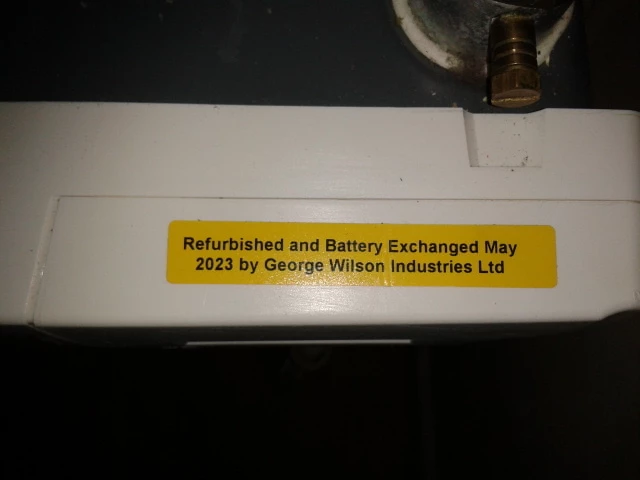 Refurbished and Battery Exchanged May
2023 by George Wilson Industries Ltd